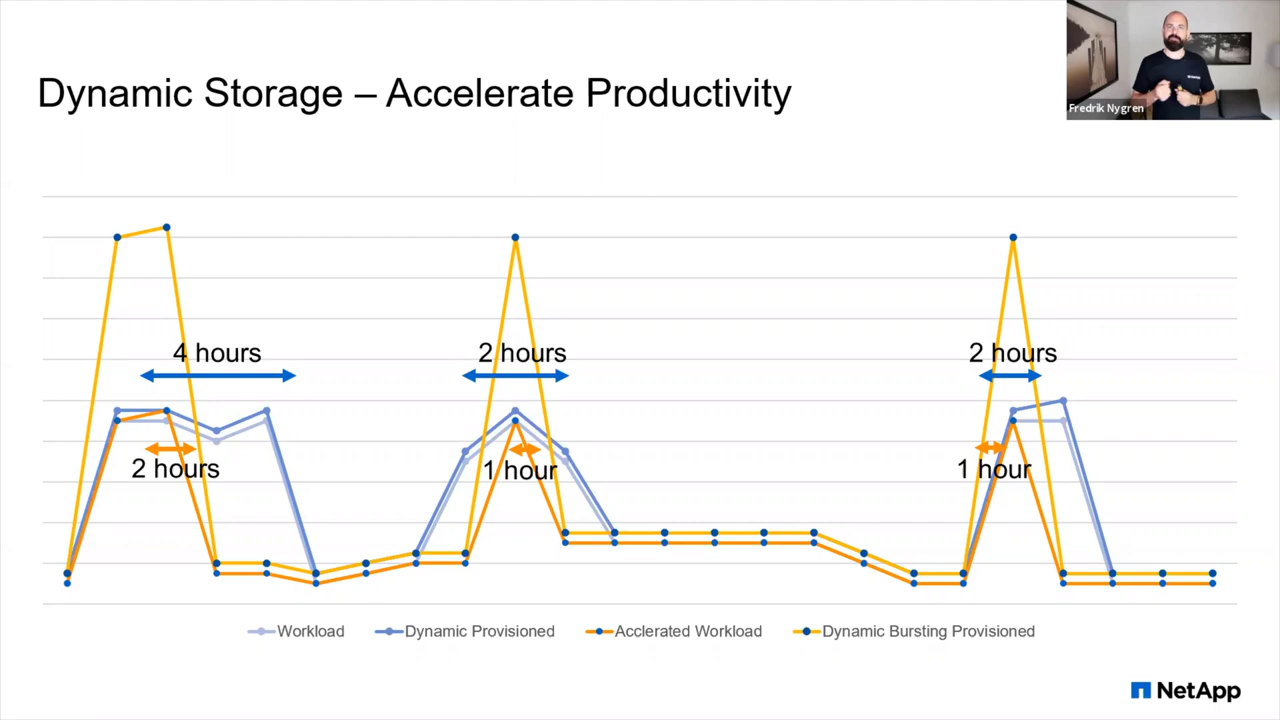 Dynamic Storage – Accelerate Productivity
Fredrik Nygren
4 hours
2 hours
2 hours
2 hours
1 hour
1 hour
Workload
Dynamic Provisioned
Acclerated Workload
Dynamic Bursting Provisioned
NetApp